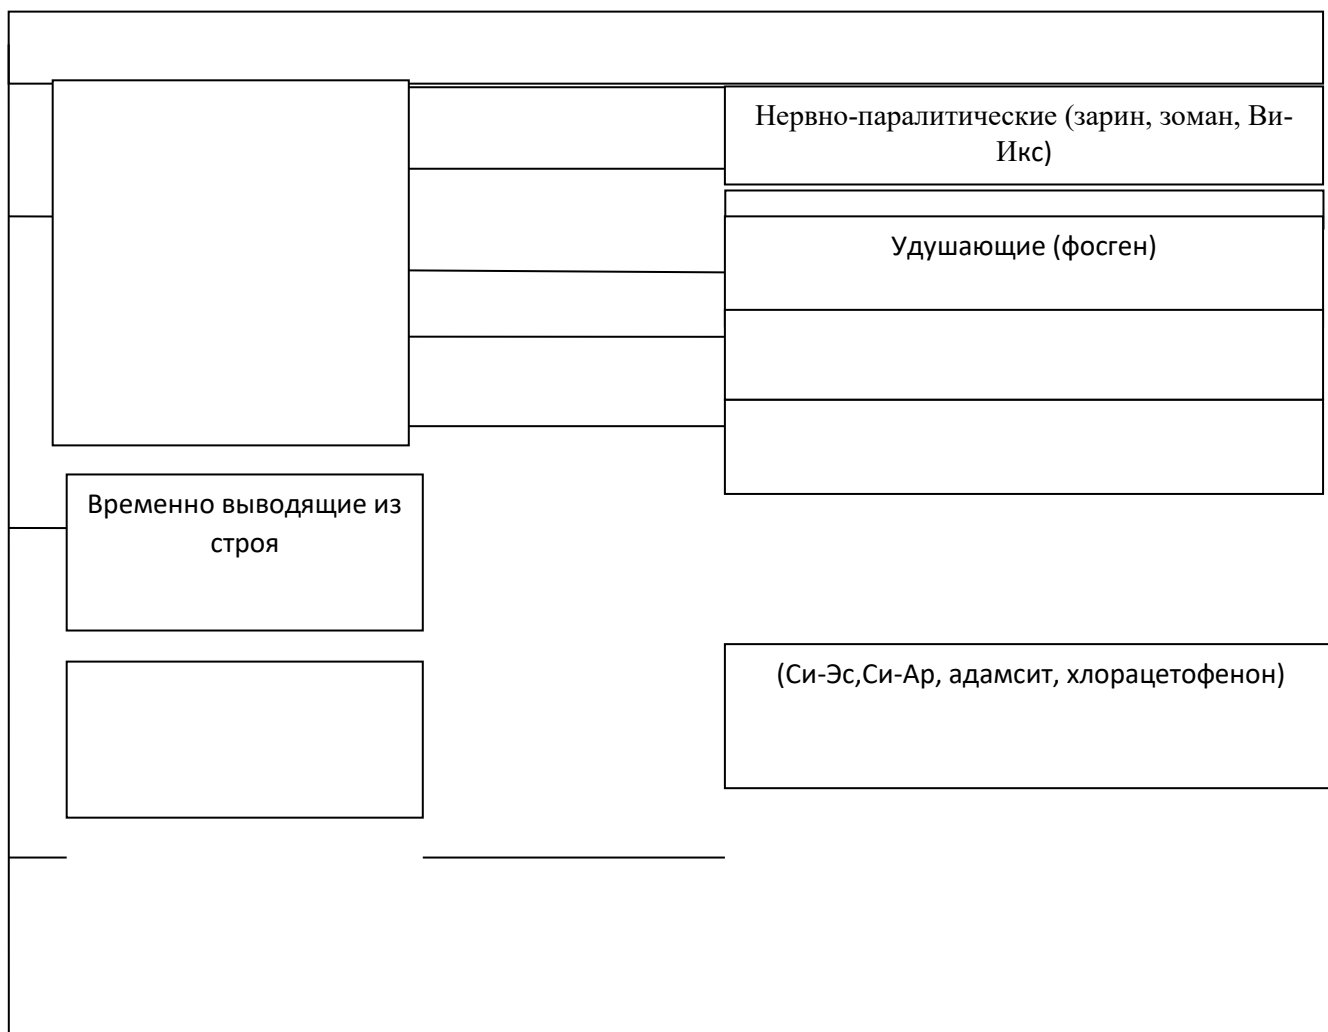 Нервно-паралитические (зарин, зоман, Ви-
Икс)
Удушающие (фосген)
Временно выводящие из
строя
(Си-Эс,Си-Ар, адамсит, хлорацетофенон)